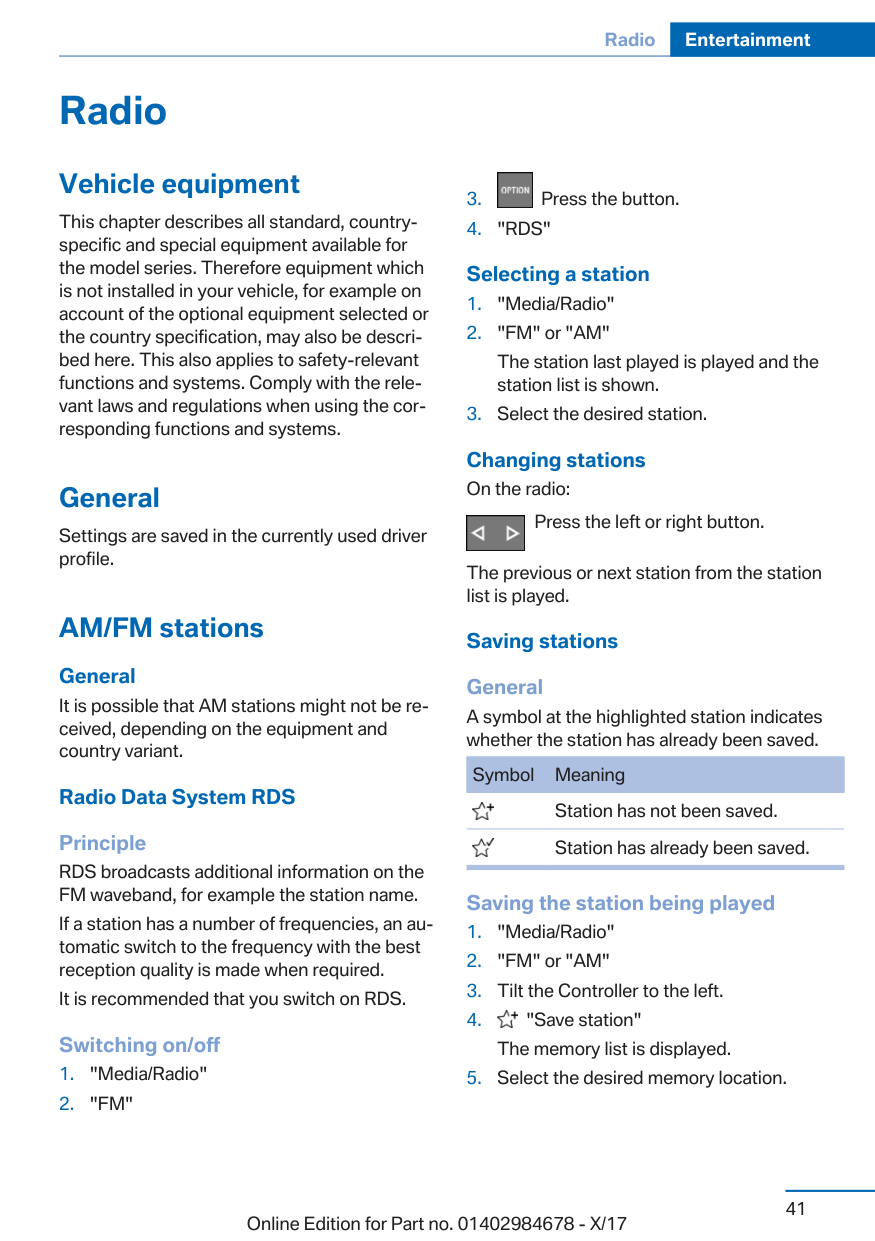 Radio Entertainment
Radio
Vehicle equipment
This chapter describes all standard, country-
specific and special equipment available for
the model series. Therefore equipment which
is not installed in your vehicle, for example on
account of the optional equipment selected or
the country specification, may also be descri-
bed here. This also applies to safety-relevant
functions and systems. Comply with the rele-
vant laws and regulations when using the cor-
responding functions and systems.
General
Settings are saved in the currently used driver
profile.
AM/FM stations
General
It is possible that AM stations might not be re-
ceived, depending on the equipment and
country variant.
Radio Data System RDS
Principle
RDS broadcasts additional information on the
FM waveband, for example the station name.
If a station has a number of frequencies, an au-
tomatic switch to the frequency with the best
reception quality is made when required.
It is recommended that you switch on RDS.
Switching on/off
1. "Media/Radio"
2. "FM"
3. OPTION Press the button.
4. "RDS"
Selecting a station
1. "Media/Radio"
2. "FM" or "AM"
The station last played is played and the
station list is shown.
3. Select the desired station.
Changing stations
On the radio:
Press the left or right button.
The previous or next station from the station
list is played.
Saving stations
General
A symbol at the highlighted station indicates
whether the station has already been saved.
Symbol Meaning
Station has not been saved.
Station has already been saved.
Saving the station being played
1. "Media/Radio"
2. "FM" or "AM"
3. Tilt the Controller to the left.
4. "Save station"
The memory list is displayed.
5. Select the desired memory location.
41
Online Edition for Part no. 01402984678 - X/17